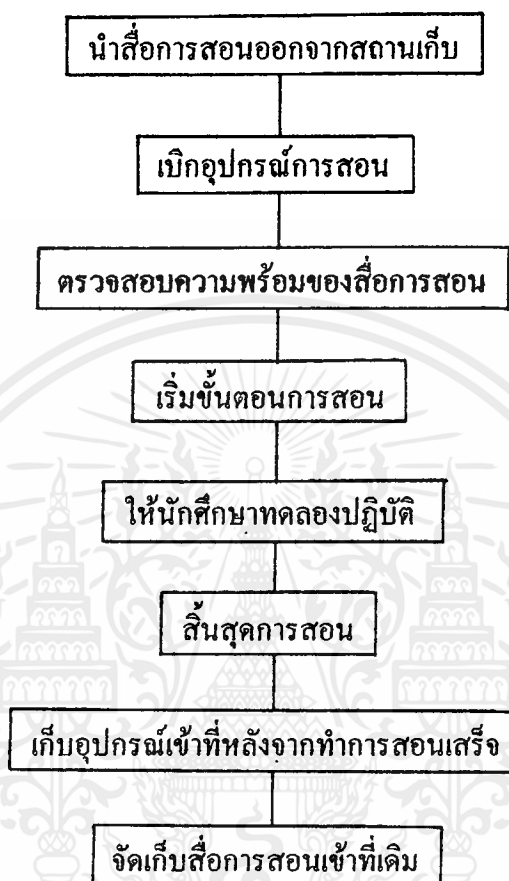 นำสื่อการสอนออกจากสถานเก็บ
เบิกอุปกรณ์การสอน
ตรวจสอบความพร้อมของสื่อการสอน
เริ่มขั้นตอนการสอน
ให้นักศึกษาทดลองปฏิบัติ
สิ้นสุดการสอน
เก็บอุปกรณ์เข้าที่หลังจากทำการสอนเสร็จ
จัดเก็บสื่อการสอนเข้าที่เดิม